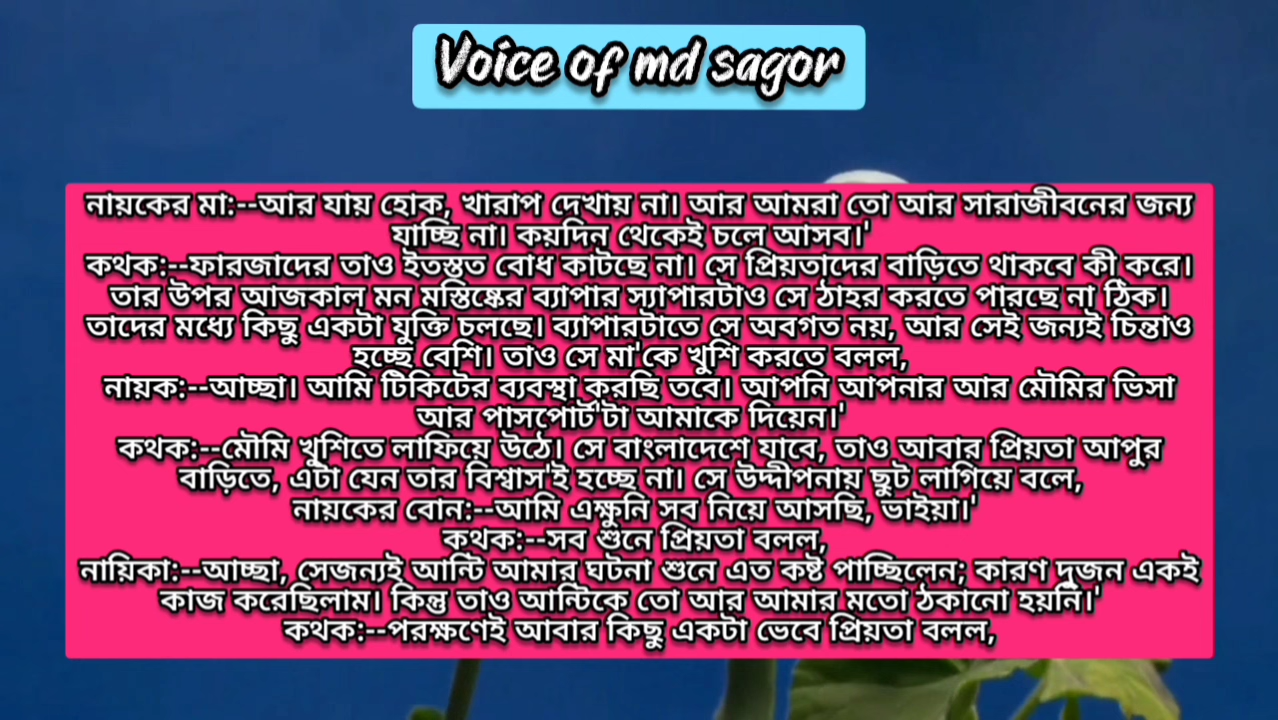 Voice of md sagor
নায়কের মা:--আর যায় হোক, খারাপ দেখায় না। আর আমরা তো আর সারাজীবনের জন্য
যাচ্ছি না। কয়দিন থেকেই চলে আসব।'
কথক:--ফারজাদের তাও ইতস্তত বোধ কাটছে না। সে প্রিয়তাদের বাড়িতে থাকবে কী করে।
তার উপর আজকাল মন মস্তিষ্কের ব্যাপার স্যাপারটাও সে ঠাহর করতে পারছে না ঠিক।
তাদের মধ্যে কিছু একটা যুক্তি চলছে। ব্যাপারটাতে সে অবগত নয়, আর সেই জন্যই চিন্তাও
হচ্ছে বেশি। তাও সে মা'কে খুশি করতে বলল,
নায়ক:--আচ্ছা। আমি টিকিটের ব্যবস্থা করছি তবে। আপনি আপনার আর মৌমির ভিসা
আর পাসপোর্ট'টা আমাকে দিয়েন।'
কথক:--মৌমি খুশিতে লাফিয়ে উঠে। সে বাংলাদেশে যাবে, তাও আবার প্রিয়তা আপুর
বাড়িতে, এটা যেন তার বিশ্বাস'ই হচ্ছে না। সে উদ্দীপনায় ছুট লাগিয়ে বলে,
নায়কের বোন:--আমি এক্ষুনি সব নিয়ে আসছি, ভাইয়া।'
কথক:--সব শুনে প্রিয়তা বলল,
নায়িকা:--আচ্ছা, সেজন্যই আন্টি আমার ঘটনা শুনে এত কষ্ট পাচ্ছিলেন; কারণ দুজন একই
কাজ করেছিলাম। কিন্তু তাও আন্টিকে তো আর আমার মতো ঠকানো হয়নি।'
কথক:--পরক্ষণেই আবার কিছু একটা ভেবে প্রিয়তা বলল,